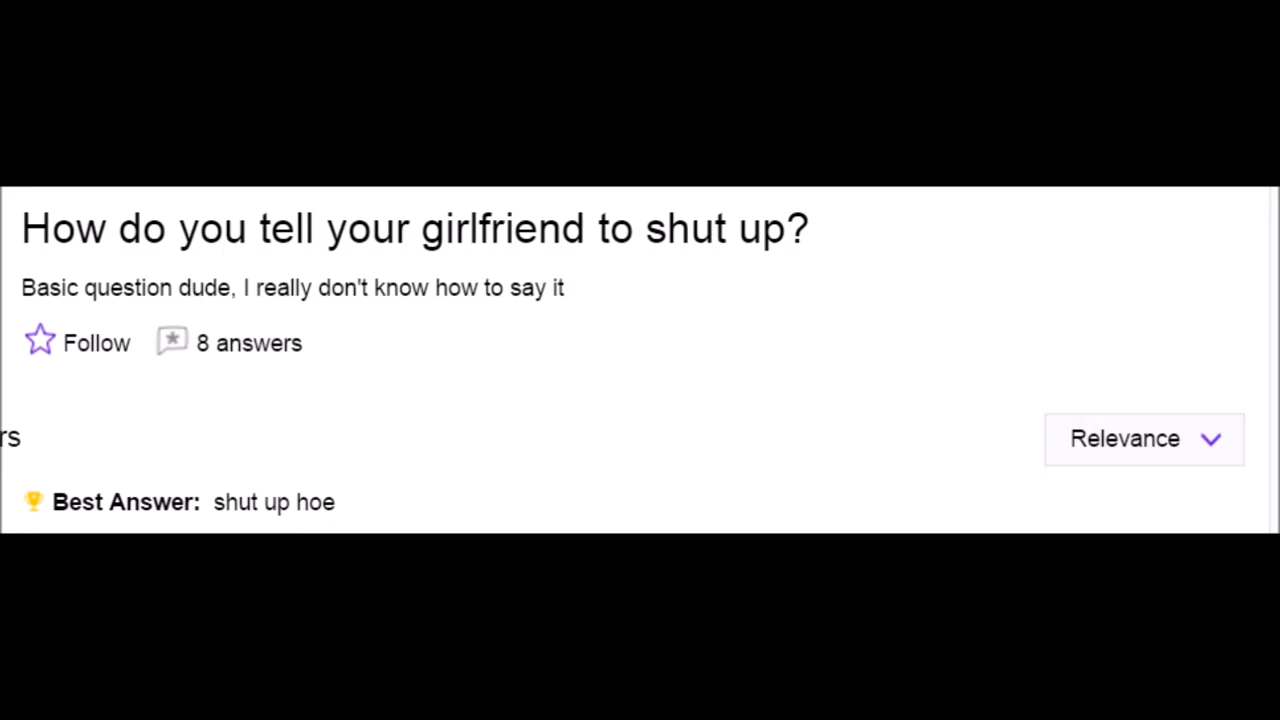 How do you tell your girlfriend to shut up?
Basic question dude, I really don't know how to say it
Follow 8 answers
rs
Relevance
Best Answer: shut up hoe